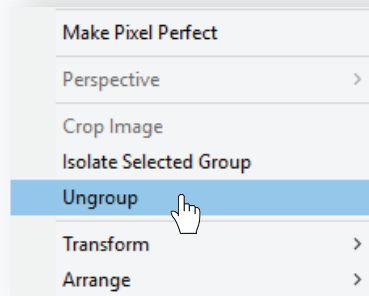 Make Pixel Perfect
Perspective
Crop Image
Isolate Selected Group
Ungroup
Transform
Arrange